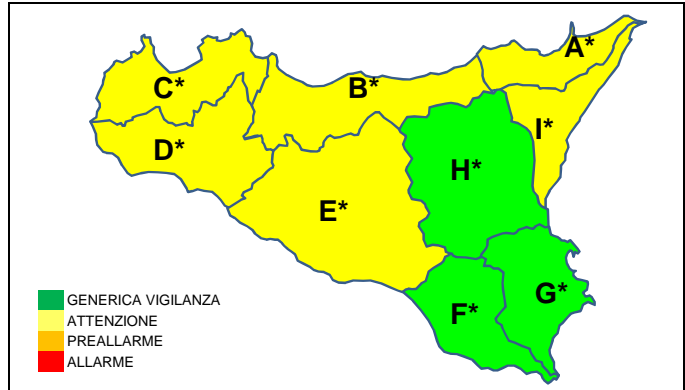 A*
C*
B*
I*
D*
H*
E*
G*
F*
GENERICA VIGILANZA
ATTENZIONE
PREALLARME
ALLARME